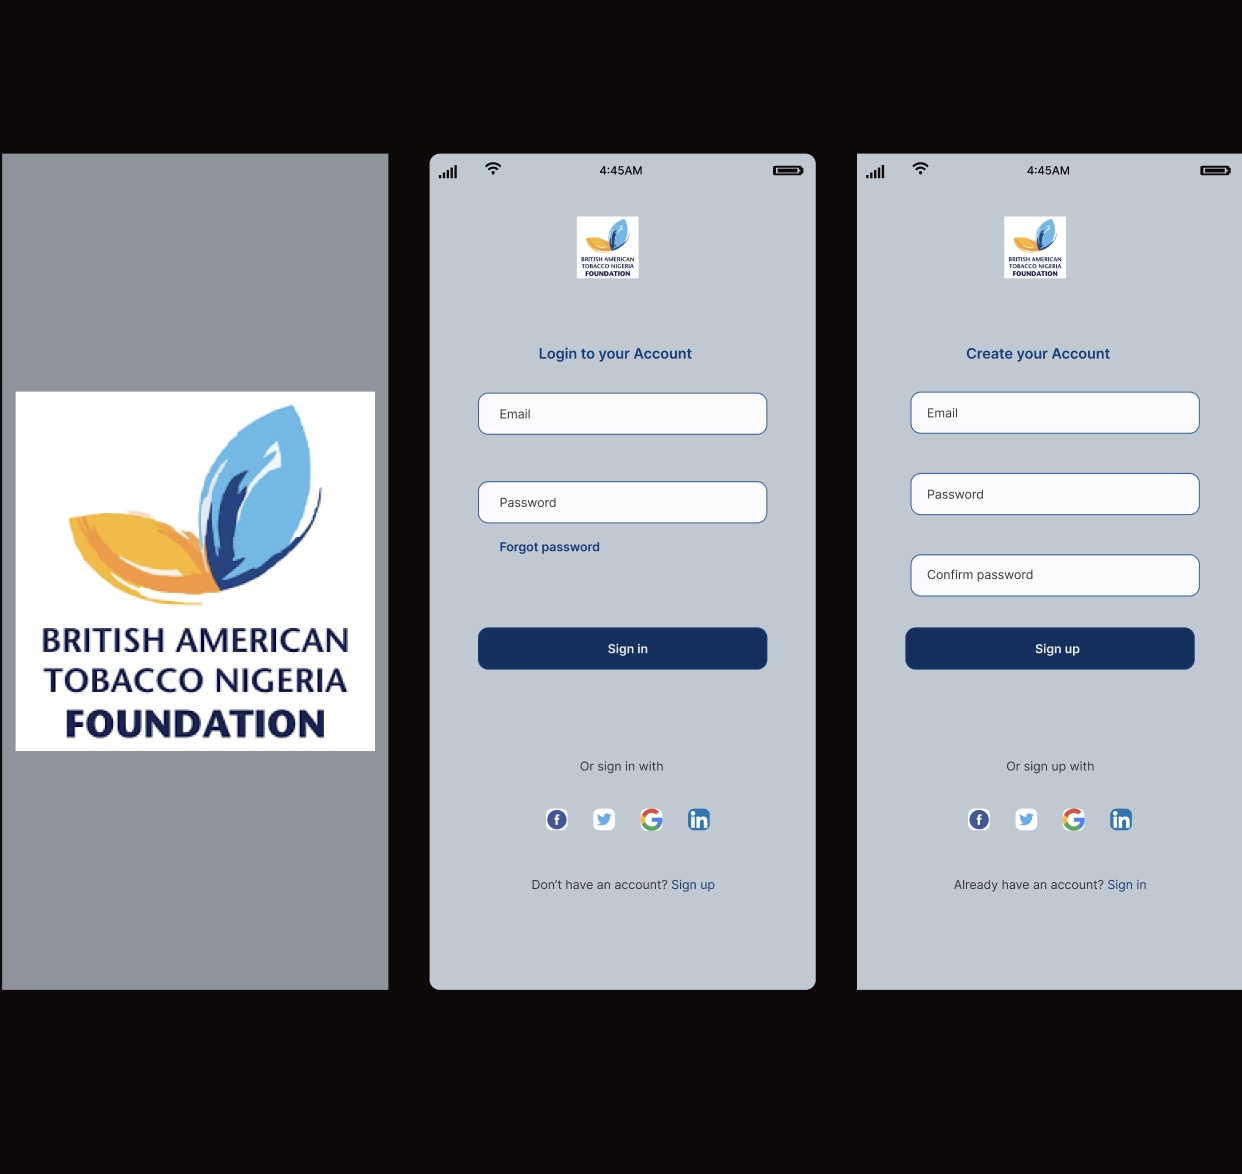 BRITISH AMERICAN
TOBACCO NIGERIA
FOUNDATION
4:45AM
BRITISH AMERICAN
TOBACCO NIGERIA
FOUNDATION
Login to your Account
Email
Password
Forgot password
Sign in
Or sign in with
f
G
in
Don’t have an account? Sign up
4:45AM
BRITISH AMERICAN
TOBACCO NIGERIA
FOUNDATION
Create your Account
Email
Password
Confirm password
Sign up
Or sign up with
f
G
in
Already have an account? Sign in